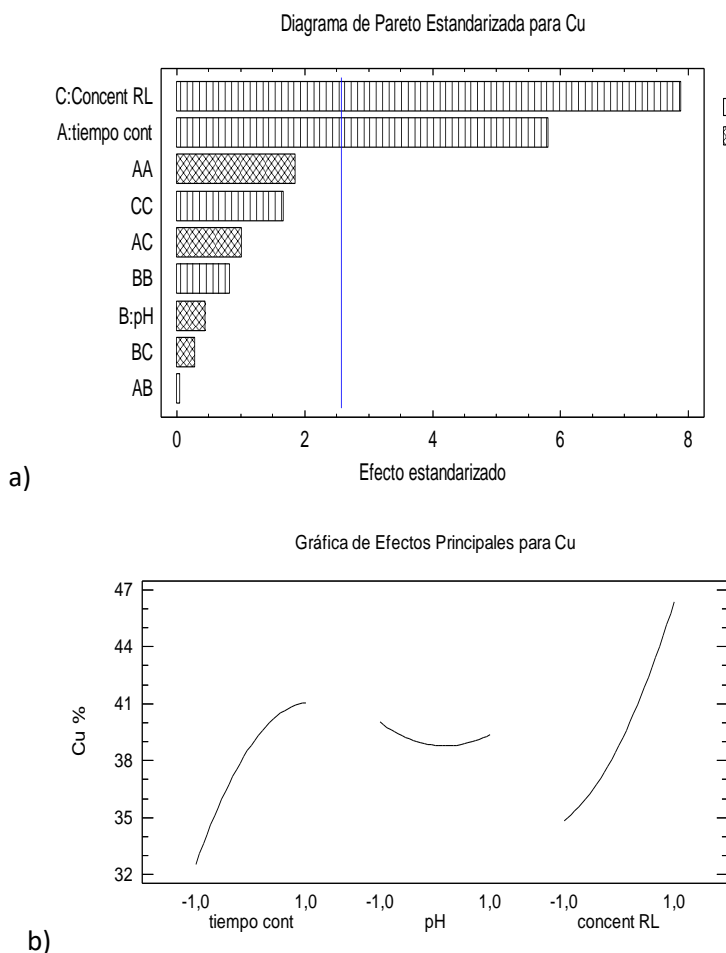 Diagrama de Pareto Estandarizada para Cu
C:Concent RL
A:tiempo cont
AA
CC
AC
BB
B:pH
BC
AB
0 2 4 6 8
Efecto estandarizado
a)
Gráfica de Efectos Principales para Cu
47
44
41
38
35
32
Cu %
-1,0 1,0 -1,0 1,0 -1,0 1,0
tiempo cont pH concent RL
b)